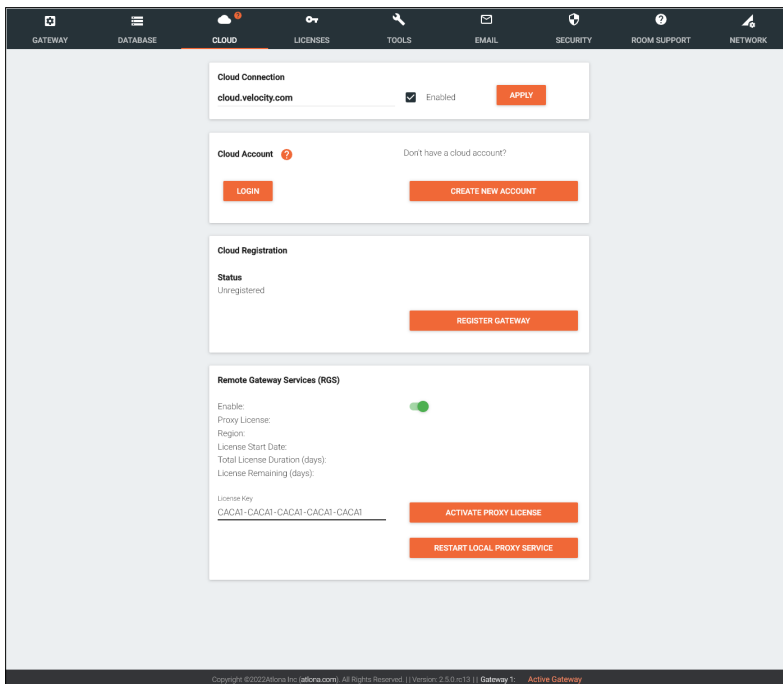 GATEWAY DATABASE CLOUD LICENSES TOOLS EMAIL SECURITY ROOM SUPPORT NETWORK
Cloud Connection
cloud.velocity.com Enabled APPLY
Cloud Account ? Don't have a cloud account?
LOGIN CREATE NEW ACCOUNT
Cloud Registration
Status
Unregistered
REGISTER GATEWAY
Remote Gateway Services (RGS)
Enable:
Proxy License:
Region:
License Start Date:
Total License Duration (days):
License Remaining (days):
License Key
CACA1-CACA1-CACA1-CACA1-CACA1 ACTIVATE PROXY LICENSE
RESTART LOCAL PROXY SERVICE
Copyright ©2022Atlona Inc (atlona.com). All Rights Reserved. | | Version: 2.5.0 rc13 | | Gateway 1: Active Gateway